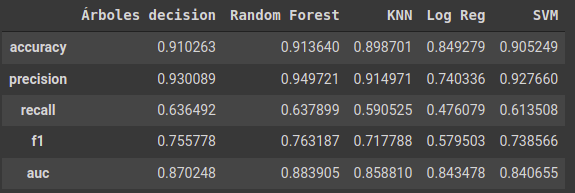 Árboles decision Random Forest KNN Log Reg SVM
accuracy 0.910263 0.913640 0.898701 0.849279 0.905249
precision 0.930089 0.949721 0.914971 0.740336 0.927660
recall 0.636492 0.637899 0.590525 0.476079 0.613508
f1 0.755778 0.763187 0.717788 0.579503 0.738566
auc 0.870248 0.883905 0.858810 0.843478 0.840655